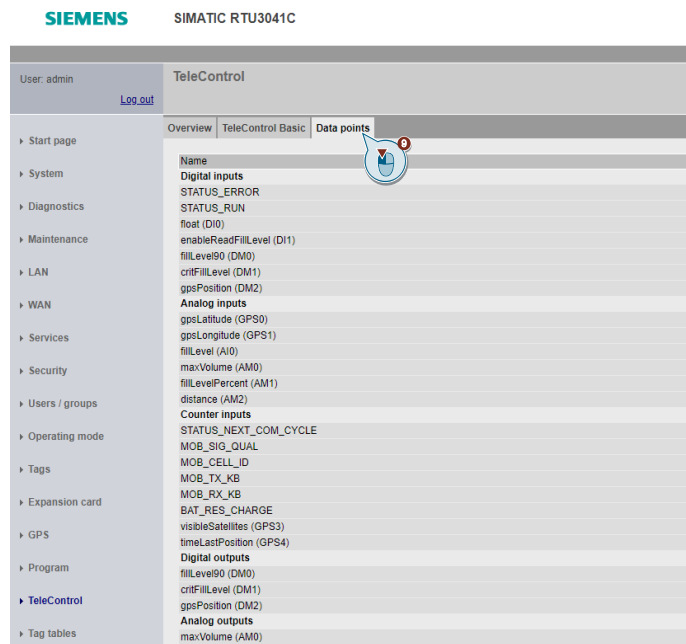 SIEMENS SIMATIC RTU3041C
User: admin
Log out
TeleControl
Start page
System
Diagnostics
Maintenance
LAN
WAN
Services
Security
Users / groups
Operating mode
Tags
Expansion card
GPS
Program
TeleControl
Tag tables
Overview TeleControl Basic Data points
9
Name
Digital inputs
STATUS_ERROR
STATUS_RUN
float (DI0)
enableReadFillLevel (DI1)
fillLevel90 (DM0)
critFillLevel (DM1)
gpsPosition (DM2)
Analog inputs
gpsLatitude (GPS0)
gpsLongitude (GPS1)
fillLevel (AI0)
maxVolume (AM0)
fillLevelPercent (AM1)
distance (AM2)
Counter inputs
STATUS_NEXT_COM_CYCLE
MOB_SIG_QUAL
MOB_CELL_ID
MOB_TX_KB
MOB_RX_KB
BAT_RES_CHARGE
visibleSatellites (GPS3)
timeLastPosition (GPS4)
Digital outputs
fillLevel90 (DM0)
critFillLevel (DM1)
gpsPosition (DM2)
Analog outputs
maxVolume (AM0)